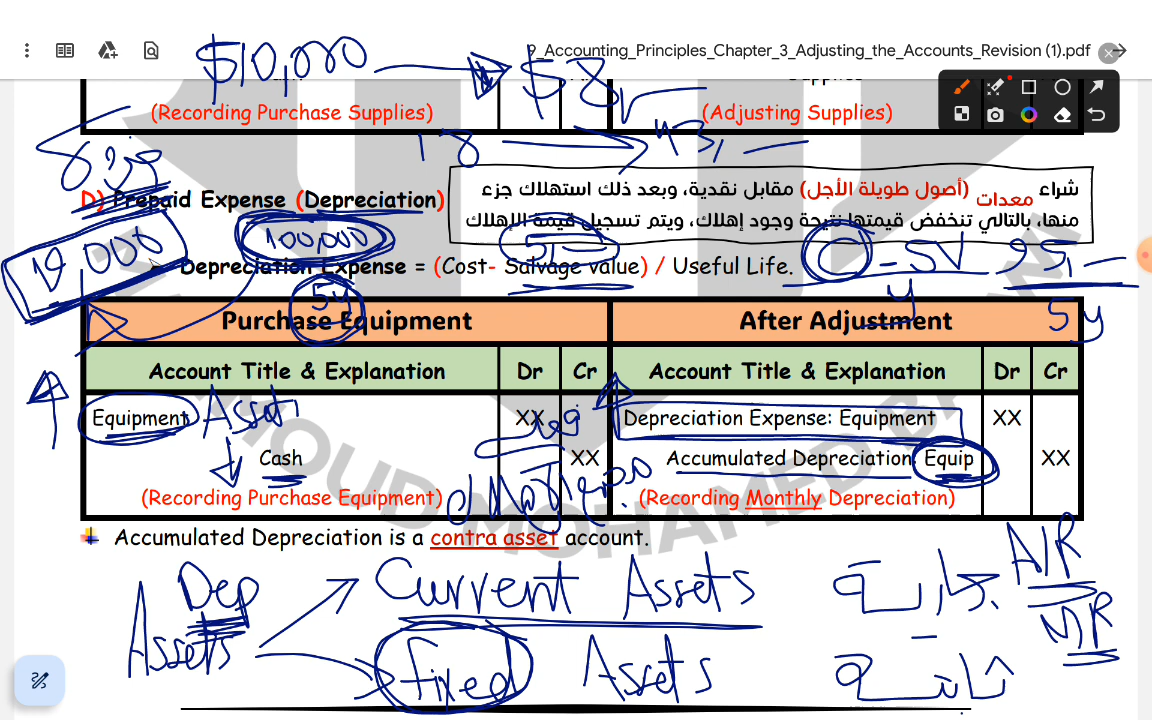 9_Accounting_Principles_Chapter_3_Adjusting_the_Accounts_Revision (1).pdf
$10,000 → $8
(Recording Purchase Supplies) (Adjusting Supplies)
D) Prepaid Expense (Depreciation)
شراء معدات (أصول طويلة الأجل) مقابل نقدية، وبعد ذلك استهلاك جزء
منها، بالتالي تنخفض قيمتها نتيجة وجود إهلاك، ويتم تسجيل قيمة الإهلاك
100,000
Depreciation Expense = (Cost- Salvage value) / Useful Life.
C - SV
y
95,-
5y
5y
Purchase Equipment After Adjustment
Account Title & Explanation Dr Cr Account Title & Explanation Dr Cr
Equipment Asset XX Depreciation Expense: Equipment XX
Cash XX Accumulated Depreciation: Equip XX
(Recording Purchase Equipment) (Recording Monthly Depreciation)
Accumulated Depreciation is a contra asset account.
Dep
Assets
Current Assets
A/R
Fixed Assets
ثابتة